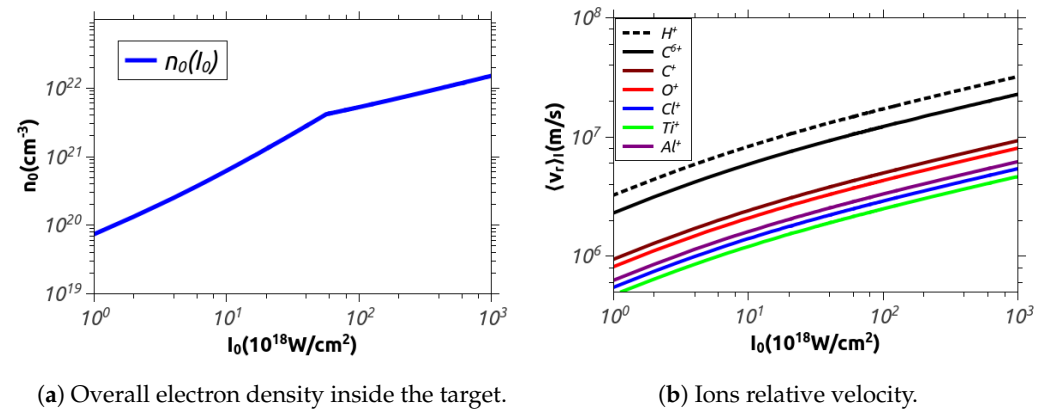 n₀(cm⁻³)
10²²
10²¹
10²⁰
10¹⁹
n₀(I₀)
10⁰ 10¹ 10² 10³
I₀(10¹⁸W/cm²)
(a) Overall electron density inside the target.
⟨vᵣ⟩ₗ(m/s)
10⁸
10⁷
10⁶
H⁺
C⁶⁺
C⁺
O⁺
Cl⁺
Ti⁺
Al⁺
10⁰ 10¹ 10² 10³
I₀(10¹⁸W/cm²)
(b) Ions relative velocity.